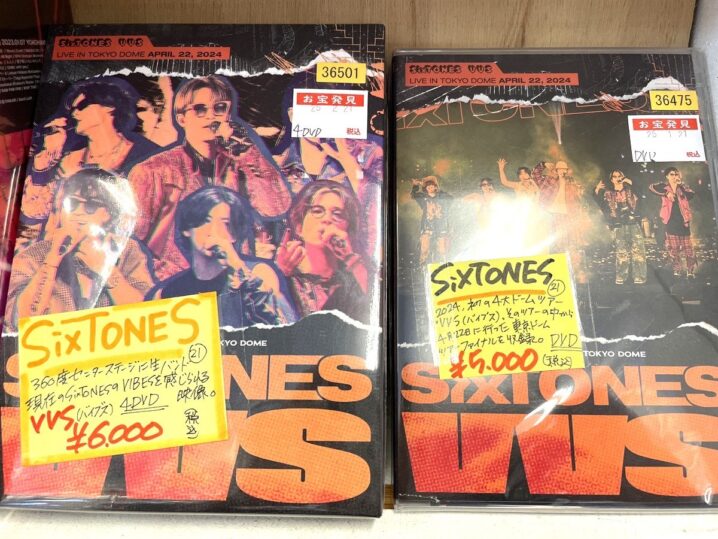 SixTONES VVS
LIVE IN TOKYO DOME APRIL 22, 2024
36501
お宝発見
4DVD
税込
SixTONES
(21)
360度センターステージに生バンド、
現在のSixTONESのVIBESを感じられる
映像。
VVS(バイブス) 4DVD
(税込)
¥6,000
TOKYO DOME
SixTONES
VVS
SixTONES VVS
LIVE IN TOKYO DOME APRIL 22, 2024
36475
お宝発見
DVD
税込
SixTONES
(21)
2024、初の4大ドームツアー
"VVS(バイブス)、そのツアーの中から
4月22日に行った東京ドーム
ツアーファイナルを収録。 DVD
¥5,000
(税込)
TOKYO DOME
SixTONES
VVS